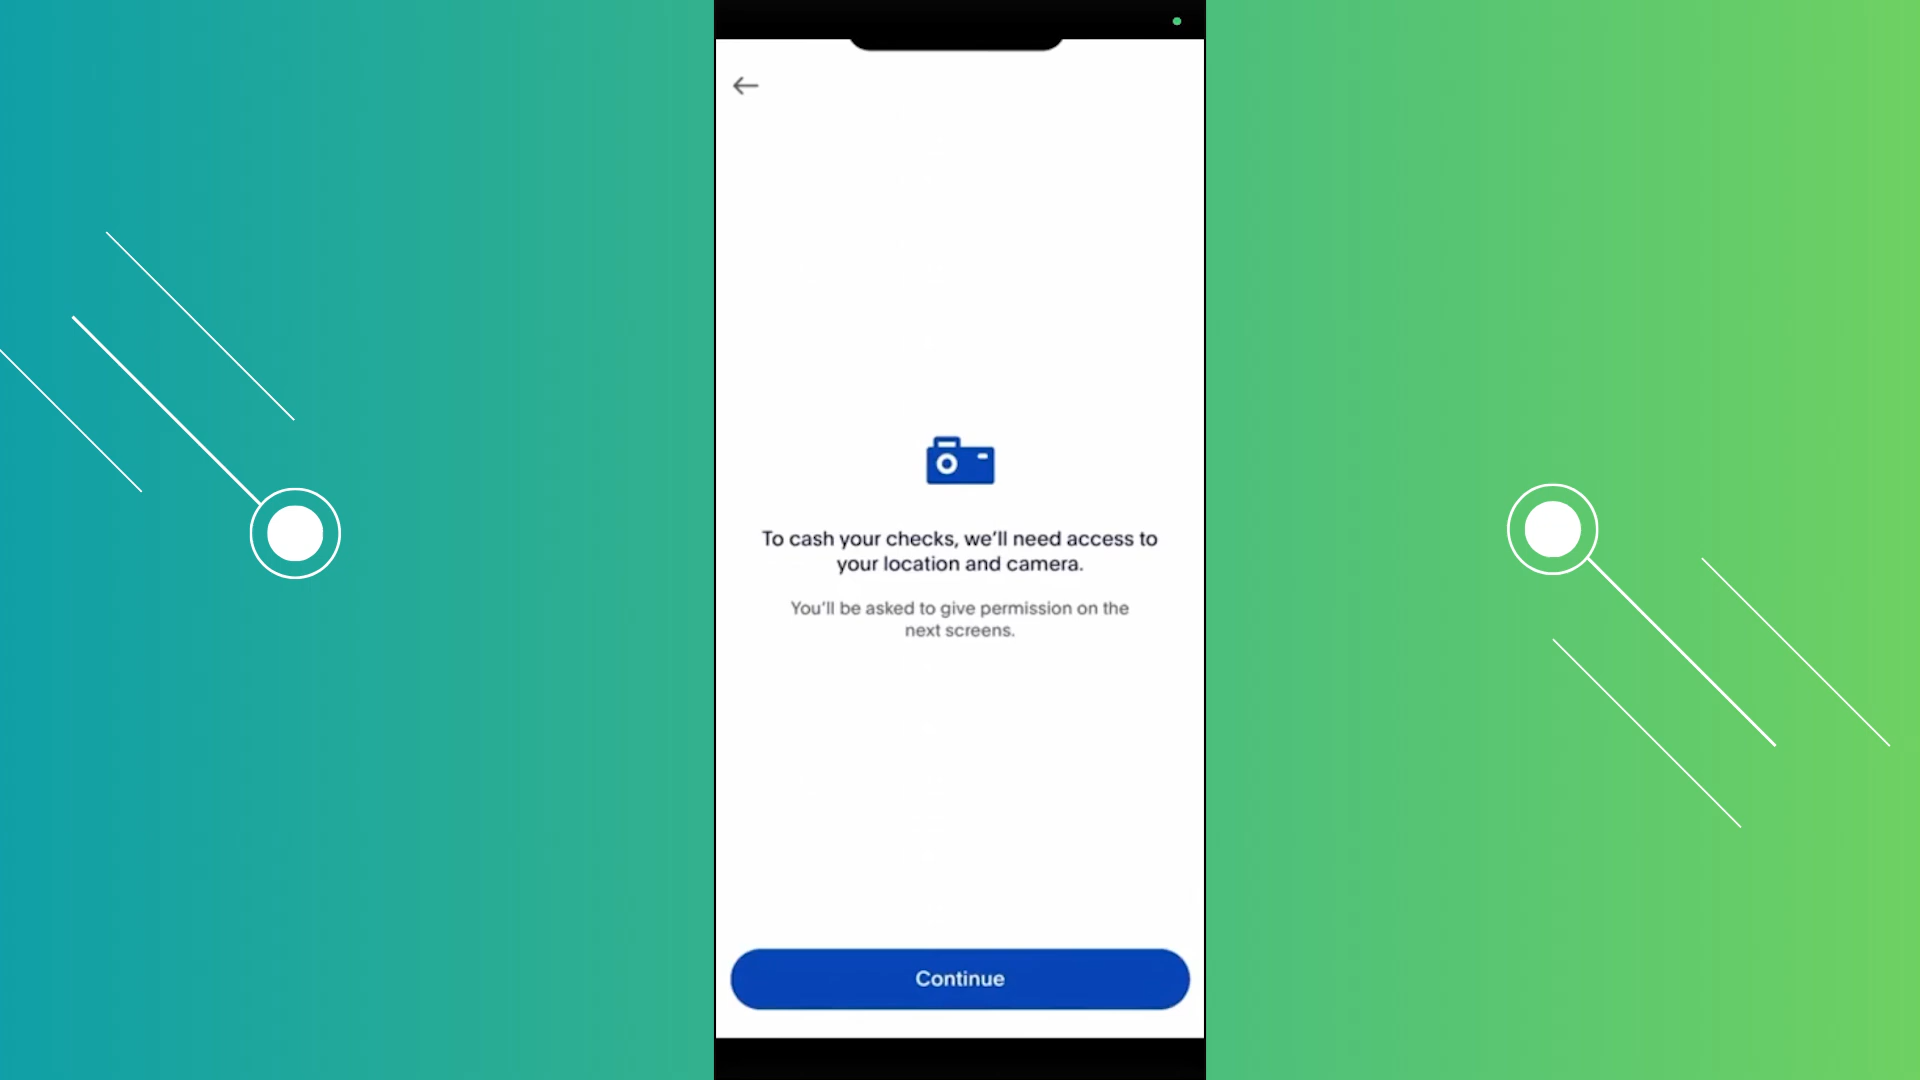 To cash your checks, we’ll need access to
your location and camera.
You’ll be asked to give permission on the
next screens.
Continue